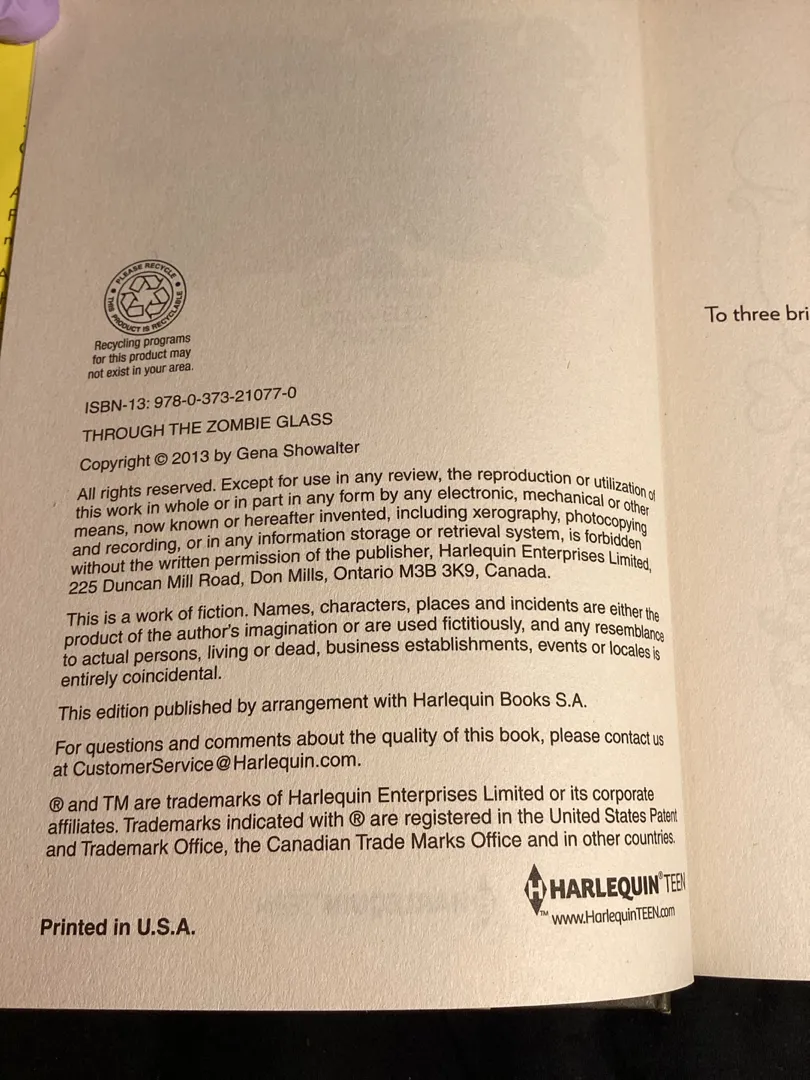 PLEASE RECYCLE
THIS PRODUCT IS RECYCLABLE
Recycling programs
for this product may
not exist in your area.
ISBN-13: 978-0-373-21077-0
THROUGH THE ZOMBIE GLASS
Copyright © 2013 by Gena Showalter
All rights reserved. Except for use in any review, the reproduction or utilization of
this work in whole or in part in any form by any electronic, mechanical or other
means, now known or hereafter invented, including xerography, photocopying
and recording, or in any information storage or retrieval system, is forbidden
without the written permission of the publisher, Harlequin Enterprises Limited,
225 Duncan Mill Road, Don Mills, Ontario M3B 3K9, Canada.
This is a work of fiction. Names, characters, places and incidents are either the
product of the author's imagination or are used fictitiously, and any resemblance
to actual persons, living or dead, business establishments, events or locales is
entirely coincidental.
This edition published by arrangement with Harlequin Books S.A.
For questions and comments about the quality of this book, please contact us
at CustomerService@Harlequin.com.
® and TM are trademarks of Harlequin Enterprises Limited or its corporate
affiliates. Trademarks indicated with ® are registered in the United States Patent
and Trademark Office, the Canadian Trade Marks Office and in other countries.
H HARLEQUIN® TEEN
™ www.HarlequinTEEN.com
Printed in U.S.A.
To three bri